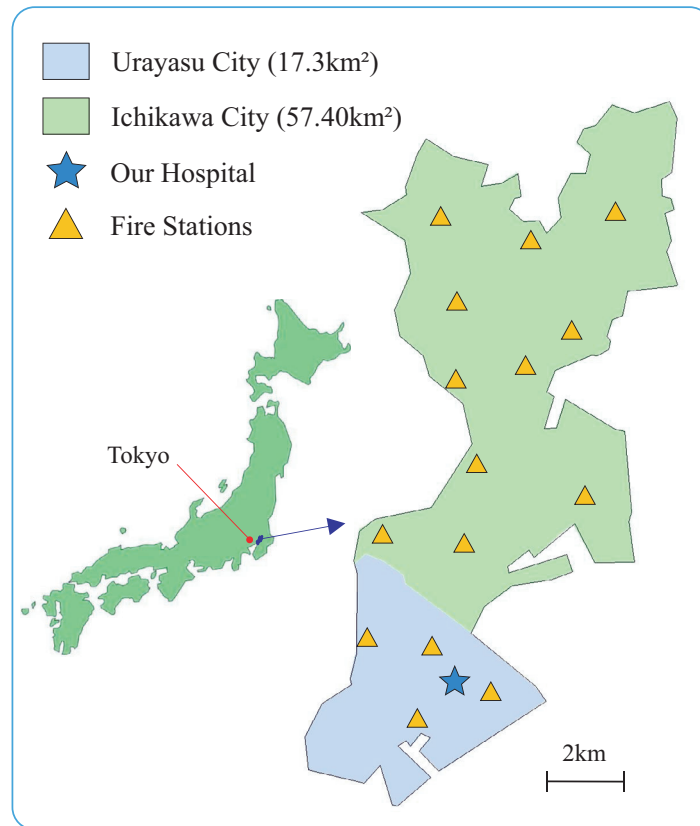 Urayasu City (17.3km²)
Ichikawa City (57.40km²)
Our Hospital
Fire Stations
Tokyo
2km